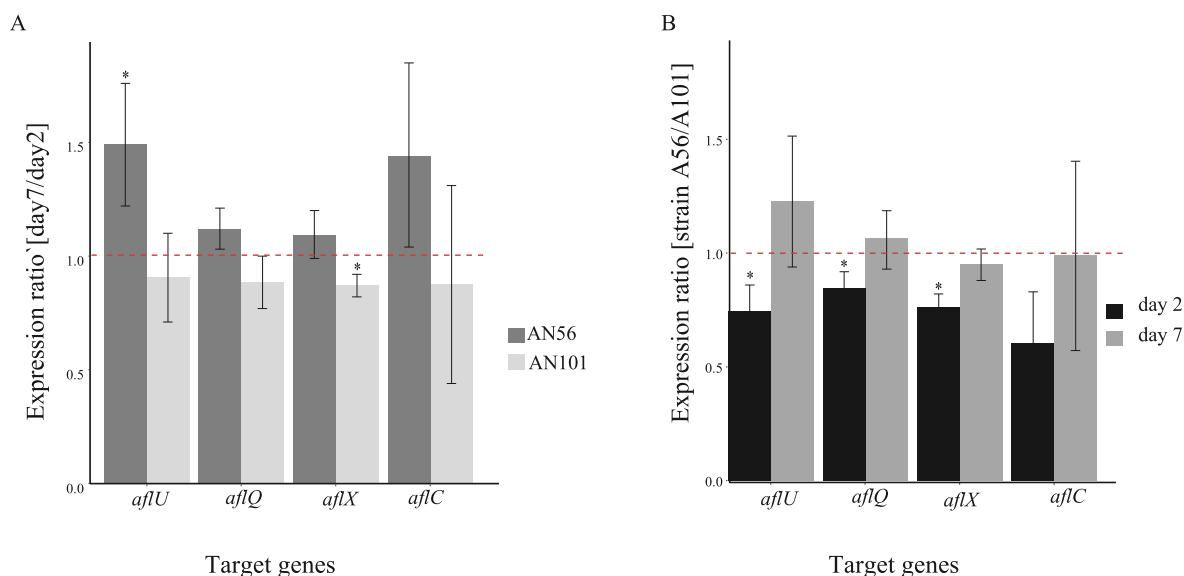 A
Expression ratio`[day7/day2]
1.5
1.0
0.5
0.0
*
*
aflU
aflQ
aflX
aflC
Target genes
AN56
AN101
B
Expression ratio [strain A56/A101]
1.5
1.0
0.5
0.0
*
*
*
aflU
aflQ
aflX
aflC
Target genes
day 2
day 7